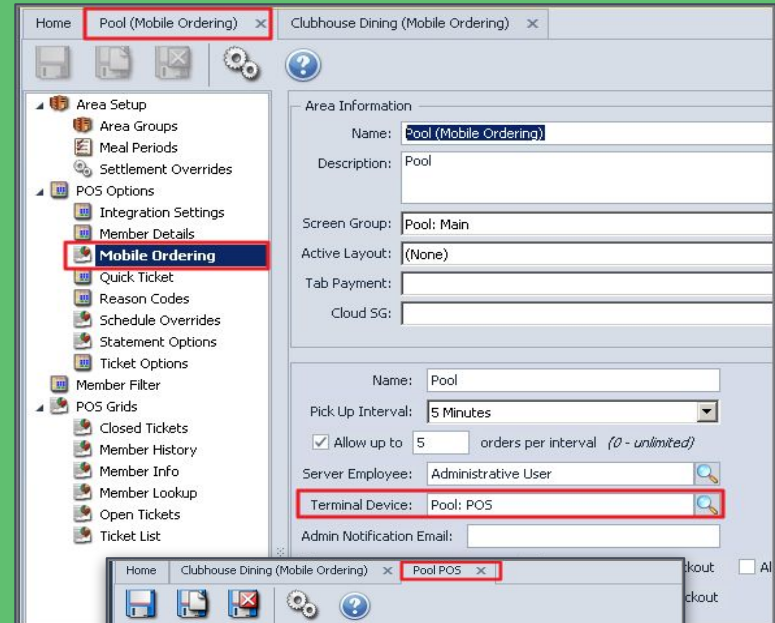 Home Pool (Mobile Ordering) × Clubhouse Dining (Mobile Ordering) ×
Area Setup
Area Groups
Meal Periods
Settlement Overrides
POS Options
Integration Settings
Member Details
Mobile Ordering
Quick Ticket
Reason Codes
Schedule Overrides
Statement Options
Ticket Options
Member Filter
POS Grids
Closed Tickets
Member History
Member Info
Member Lookup
Open Tickets
Ticket List
Area Information
Name: Pool (Mobile Ordering)
Description: Pool
Screen Group: Pool: Main
Active Layout: (None)
Tab Payment:
Cloud SG:
Name: Pool
Pick Up Interval: 5 Minutes
Allow up to 5 orders per interval (0 - unlimited)
Server Employee: Administrative User
Terminal Device: Pool: POS
Admin Notification Email:
kout Al
ckout
Home Clubhouse Dining (Mobile Ordering) × Pool POS ×